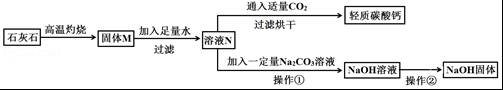 通入适量CO₂
过滤烘干
轻质碳酸钙
石灰石
高温灼烧
固体M
加入足量水
过滤
溶液N
加入一定量Na₂CO₃溶液
操作①
NaOH溶液
操作②
NaOH固体